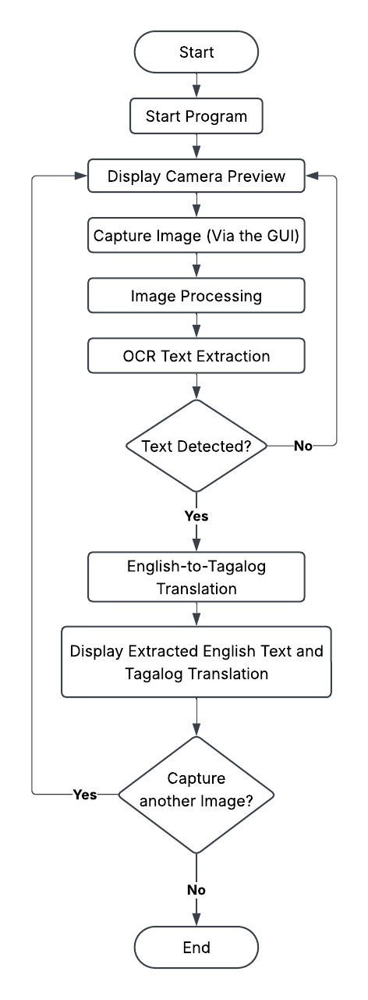 Start
Start Program
Display Camera Preview
Capture Image (Via the GUI)
Image Processing
OCR Text Extraction
Text Detected?
No
Yes
English-to-Tagalog
Translation
Display Extracted English Text and
Tagalog Translation
Capture
another Image?
Yes
No
End